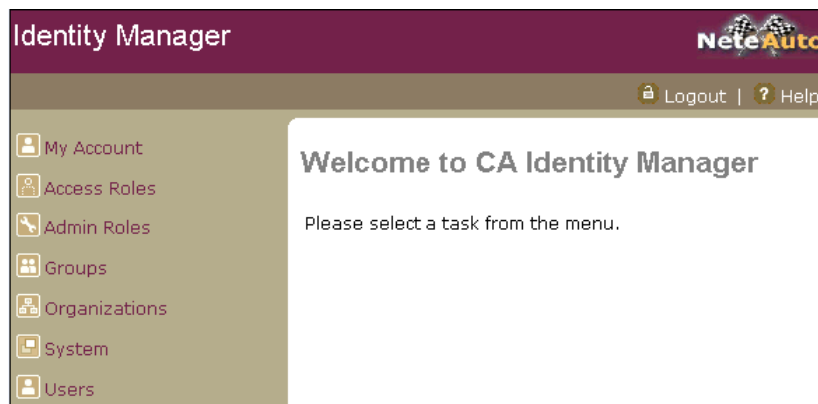 Identity Manager
NeteAuto
Logout | ? Help
My Account
Access Roles
Admin Roles
Groups
Organizations
System
Users
Welcome to CA Identity Manager
Please select a task from the menu.